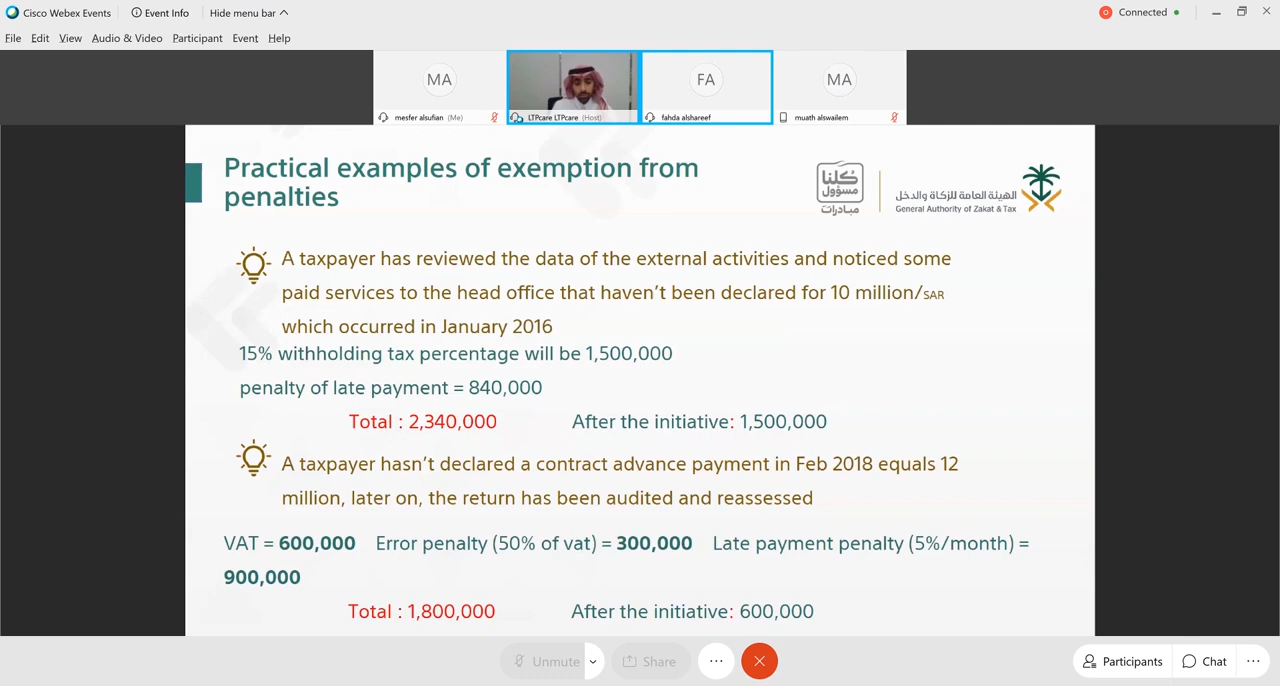 Cisco Webex Events
Event Info
Hide menu bar
Connected
File Edit View Audio & Video Participant Event Help
MA
FA
MA
mesfer alsufian (Me)
LTPcare LTPcare (Host)
fahda alshareef
muath alswailem
Practical examples of exemption from
penalties
كلنا
مسؤول
مبادرات
الهيئة العامة للزكاة والدخل
General Authority of Zakat & Tax
A taxpayer has reviewed the data of the external activities and noticed some
paid services to the head office that haven’t been declared for 10 million/SAR
which occurred in January 2016
15% withholding tax percentage will be 1,500,000
penalty of late payment = 840,000
Total : 2,340,000 After the initiative: 1,500,000
A taxpayer hasn’t declared a contract advance payment in Feb 2018 equals 12
million, later on, the return has been audited and reassessed
VAT = 600,000 Error penalty (50% of vat) = 300,000 Late payment penalty (5%/month) =
900,000
Total : 1,800,000 After the initiative: 600,000
Unmute
Share
Participants
Chat